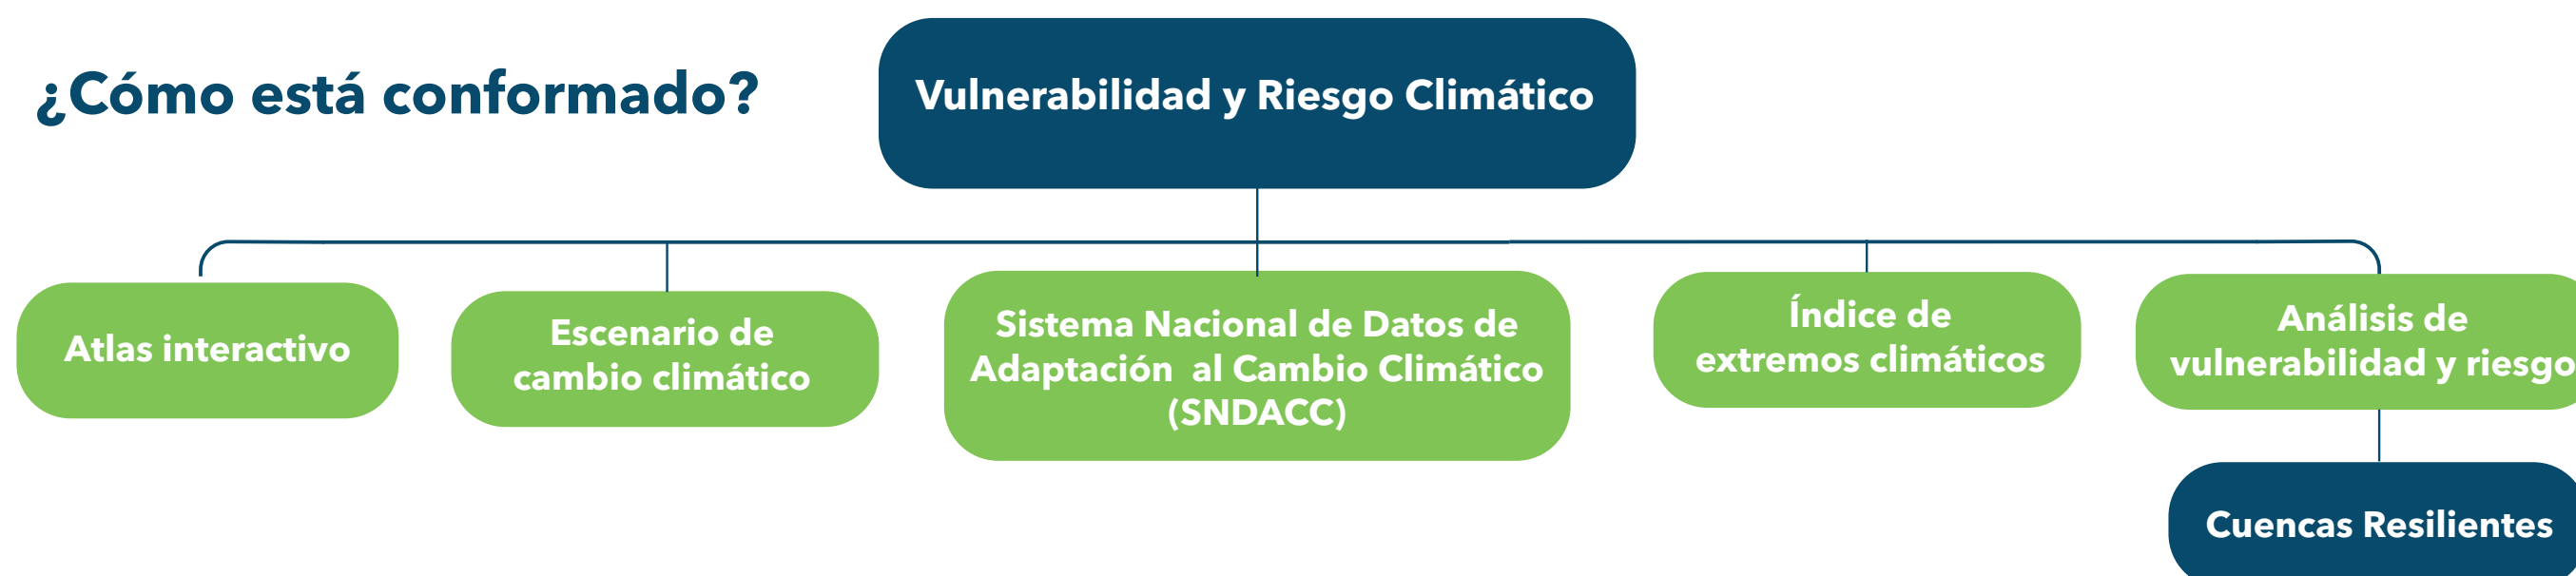 ¿Cómo está conformado?
Vulnerabilidad y Riesgo Climático
Atlas interactivo
Escenario de
cambio climático
Sistema Nacional de Datos de
Adaptación  al Cambio Climático
(SNDACC)
Índice de
extremos climáticos
Análisis de
vulnerabilidad y riesgo
Cuencas Resilientes